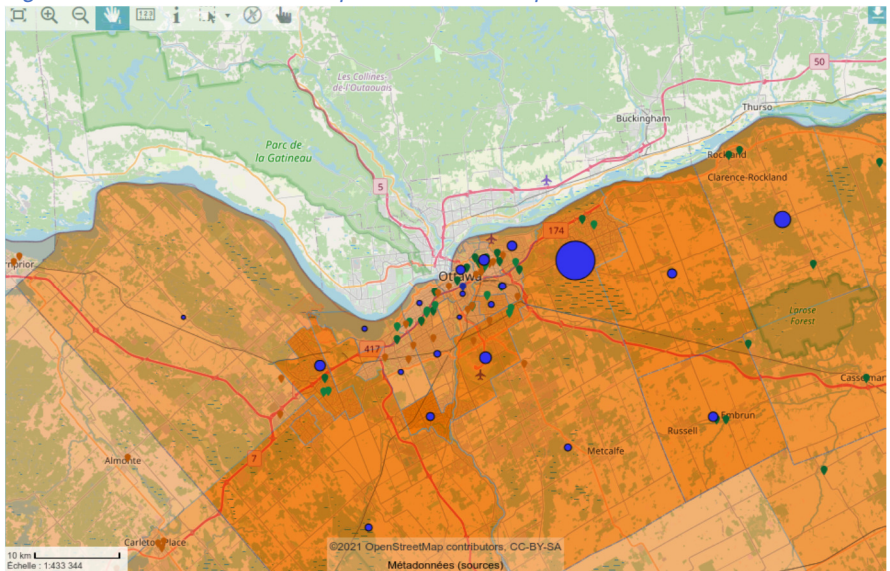 Les Collines
-de-l'Outaouais
50
Thurso
Buckingham
Parc de
la Gatineau
Rockland
5
Clarence-Rockland
174
Ottawa
nprior
Larose
Forest
417
Casselman
Embrun
Russell
Metcalfe
Almonte
7
Carleton Place
10 km
©2021 OpenStreetMap contributors, CC-BY-SA
Échelle : 1:433 344
Métadonnées (sources)